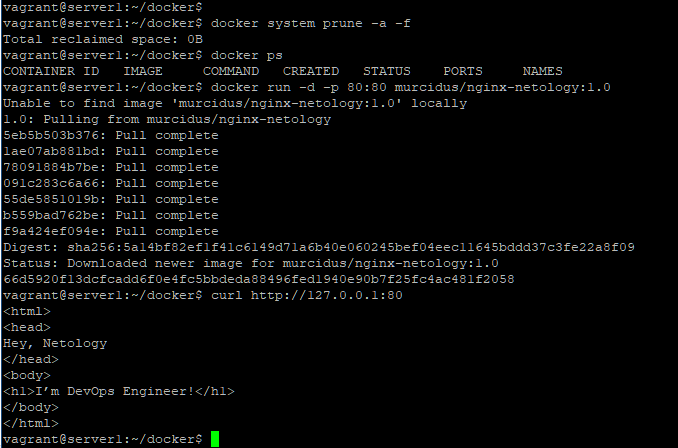 vagrant@server1:~/docker$
vagrant@server1:~/docker$ docker system prune -a -f
Total reclaimed space: 0B
vagrant@server1:~/docker$ docker ps
CONTAINER ID   IMAGE     COMMAND   CREATED   STATUS    PORTS     NAMES
vagrant@server1:~/docker$ docker run -d -p 80:80 murcidus/nginx-netology:1.0
Unable to find image 'murcidus/nginx-netology:1.0' locally
1.0: Pulling from murcidus/nginx-netology
5eb5b503b376: Pull complete
1ae07ab881bd: Pull complete
78091884b7be: Pull complete
091c283c6a66: Pull complete
55de5851019b: Pull complete
b559bad762be: Pull complete
f9a424ef094e: Pull complete
Digest: sha256:5a14bf82ef1f41c6149d71a6b40e060245bef04eec11645bddd37c3fe22a8f09
Status: Downloaded newer image for murcidus/nginx-netology:1.0
66d5920f13dcfcadd6f0e4fc5bbdeda88496fed1940e90b7f25fc4ac481f2058
vagrant@server1:~/docker$ curl http://127.0.0.1:80
<html>
<head>
Hey, Netology
</head>
<body>
<h1>I’m DevOps Engineer!</h1>
</body>
</html>
vagrant@server1:~/docker$